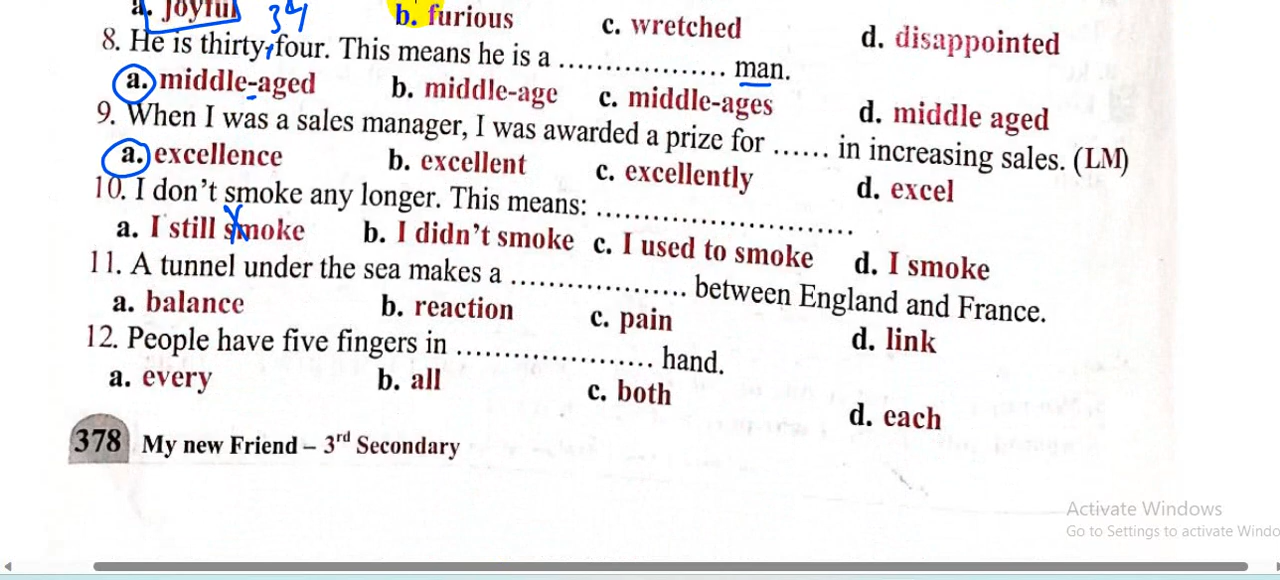 a. Joyful b. furious c. wretched d. disappointed
34
8. He is thirty-four. This means he is a .................. man.
a. middle-aged b. middle-age c. middle-ages d. middle aged
9. When I was a sales manager, I was awarded a prize for ...... in increasing sales. (LM)
a. excellence b. excellent c. excellently d. excel
10. I don't smoke any longer. This means: ...........................
a. I still smoke b. I didn't smoke c. I used to smoke d. I smoke
11. A tunnel under the sea makes a ................... between England and France.
a. balance b. reaction c. pain d. link
12. People have five fingers in ..................... hand.
a. every b. all c. both d. each
378 My new Friend – 3rd Secondary
Activate Windows
Go to Settings to activate Windo